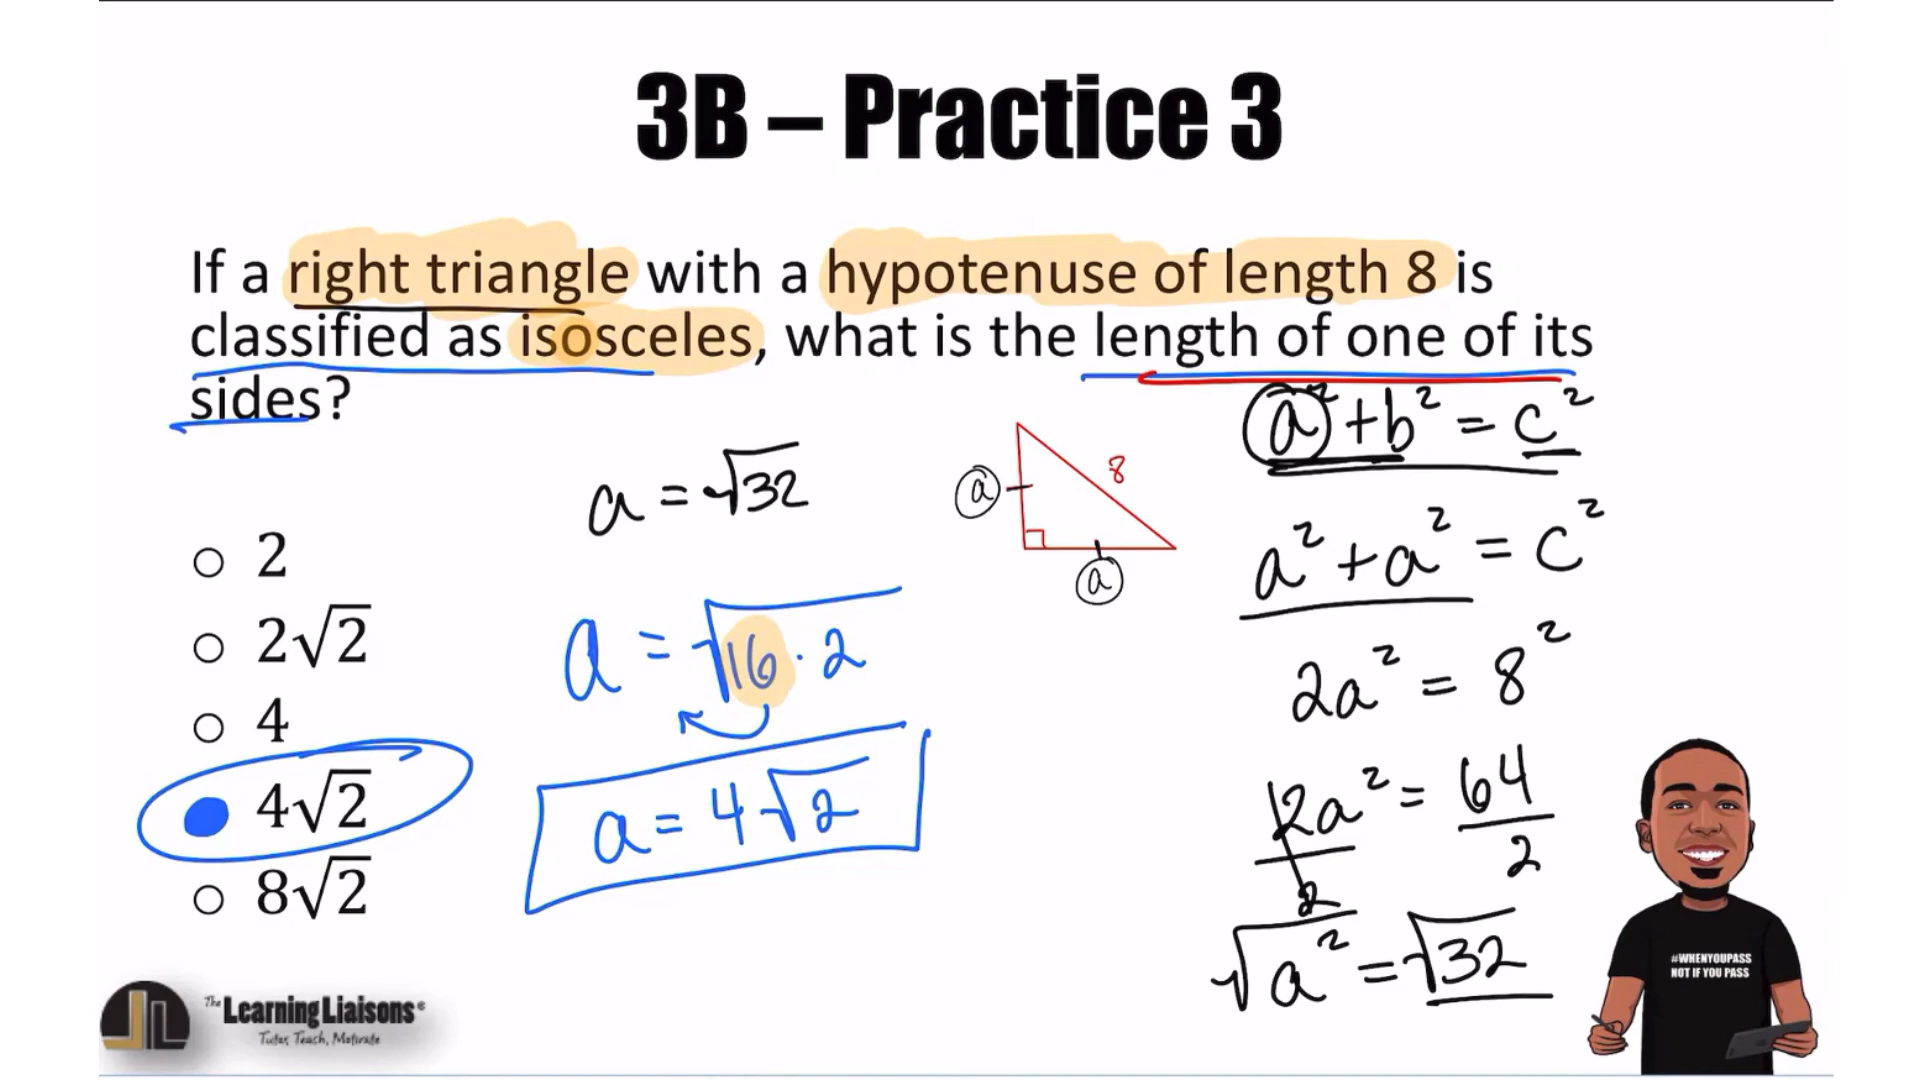 3B – Practice 3
If a right triangle with a hypotenuse of length 8 is
classified as isosceles, what is the length of one of its
sides?
2
2√2
4
4√2
8√2
a = √32
a = √16 · 2
a = 4√2
a
8
a
a² + b² = c²
a² + a² = c²
2a² = 8²
2a²/2 = 64/2
√a² = √32
#WHENYOUPASS
NOT IF YOU PASS
The Learning Liaisons®
Tutor, Teach, Motivate